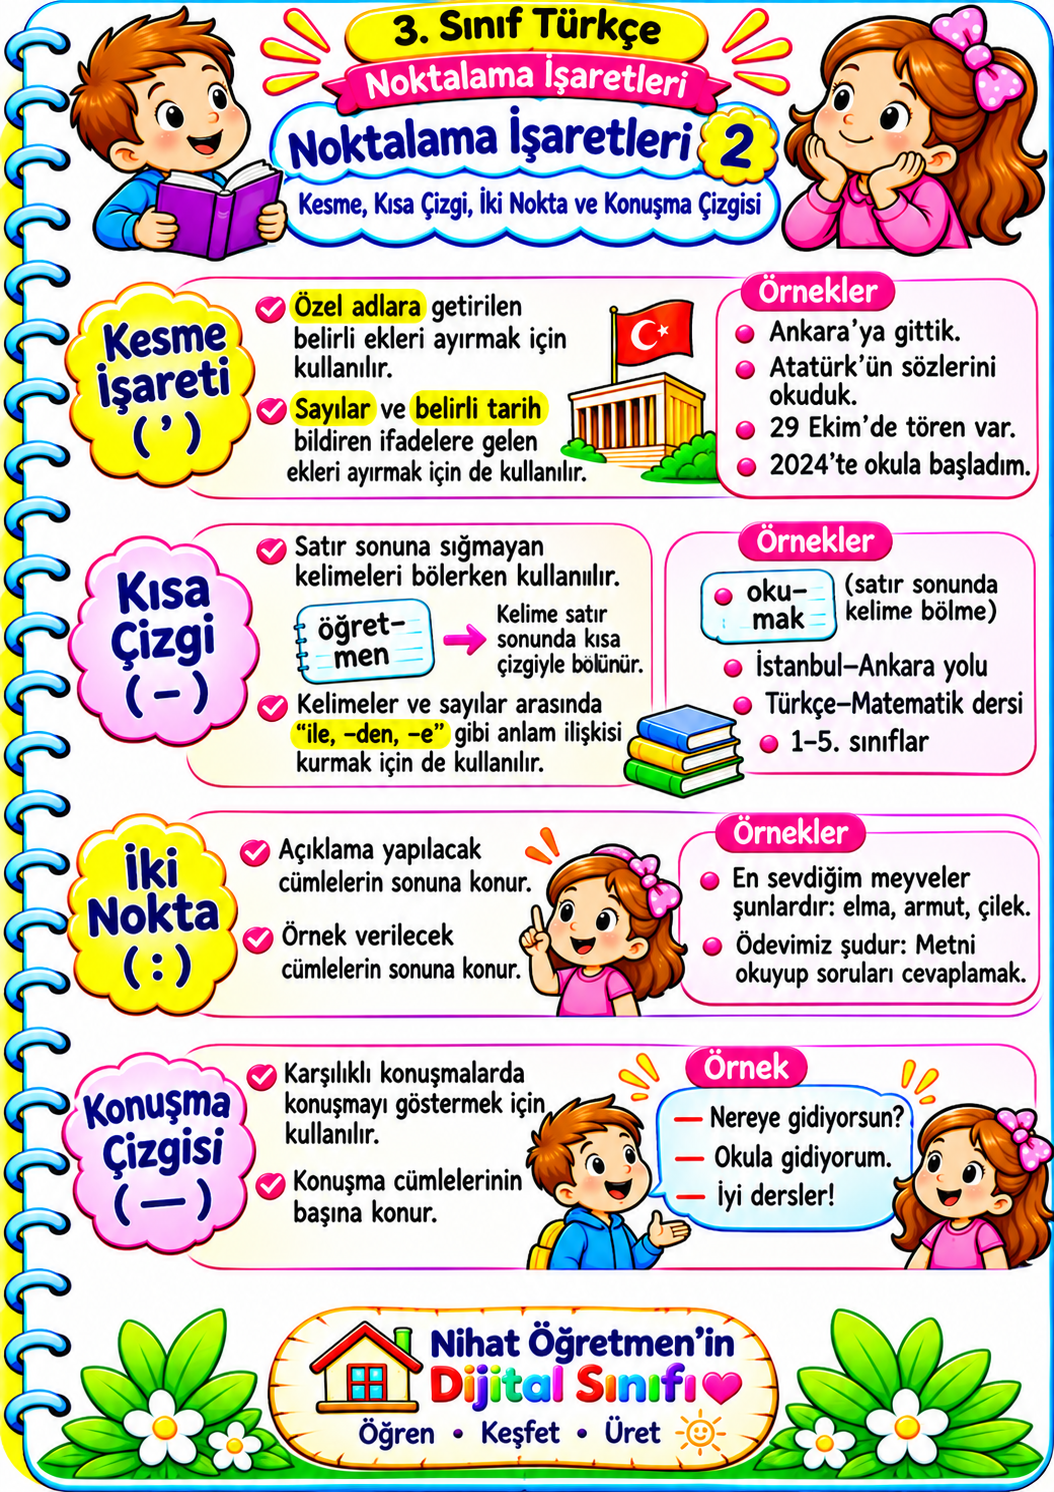 3. Sınıf Türkçe
Noktalama İşaretleri
Noktalama İşaretleri 2
Kesme, Kısa Çizgi, İki Nokta ve Konuşma Çizgisi
Kesme
İşareti
(’)
Özel adlara getirilen
belirli ekleri ayırmak için
kullanılır.
Sayılar ve belirli tarih
bildiren ifadelere gelen
ekleri ayırmak için de kullanılır.
Örnekler
Ankara’ya gittik.
Atatürk’ün sözlerini
okuduk.
29 Ekim’de tören var.
2024’te okula başladım.
Kısa
Çizgi
(–)
Satır sonuna sığmayan
kelimeleri bölerken kullanılır.
öğret–
men
Kelime satır
sonunda kısa
çizgiyle bölünür.
Kelimeler ve sayılar arasında
“ile, –den, –e” gibi anlam ilişkisi
kurmak için de kullanılır.
Örnekler
oku–
mak
(satır sonunda
kelime bölme)
İstanbul–Ankara yolu
Türkçe–Matematik dersi
1–5. sınıflar
İki
Nokta
(:)
Açıklama yapılacak
cümlelerin sonuna konur.
Örnek verilecek
cümlelerin sonuna konur.
Örnekler
En sevdiğim meyveler
şunlardır: elma, armut, çilek.
Ödevimiz şudur: Metni
okuyup soruları cevaplamak.
Konuşma
Çizgisi
(—)
Karşılıklı konuşmalarda
konuşmayı göstermek için
kullanılır.
Konuşma cümlelerinin
başına konur.
Örnek
— Nereye gidiyorsun?
— Okula gidiyorum.
— İyi dersler!
Nihat Öğretmen’in
Dijital Sınıfı
Öğren • Keşfet • Üret